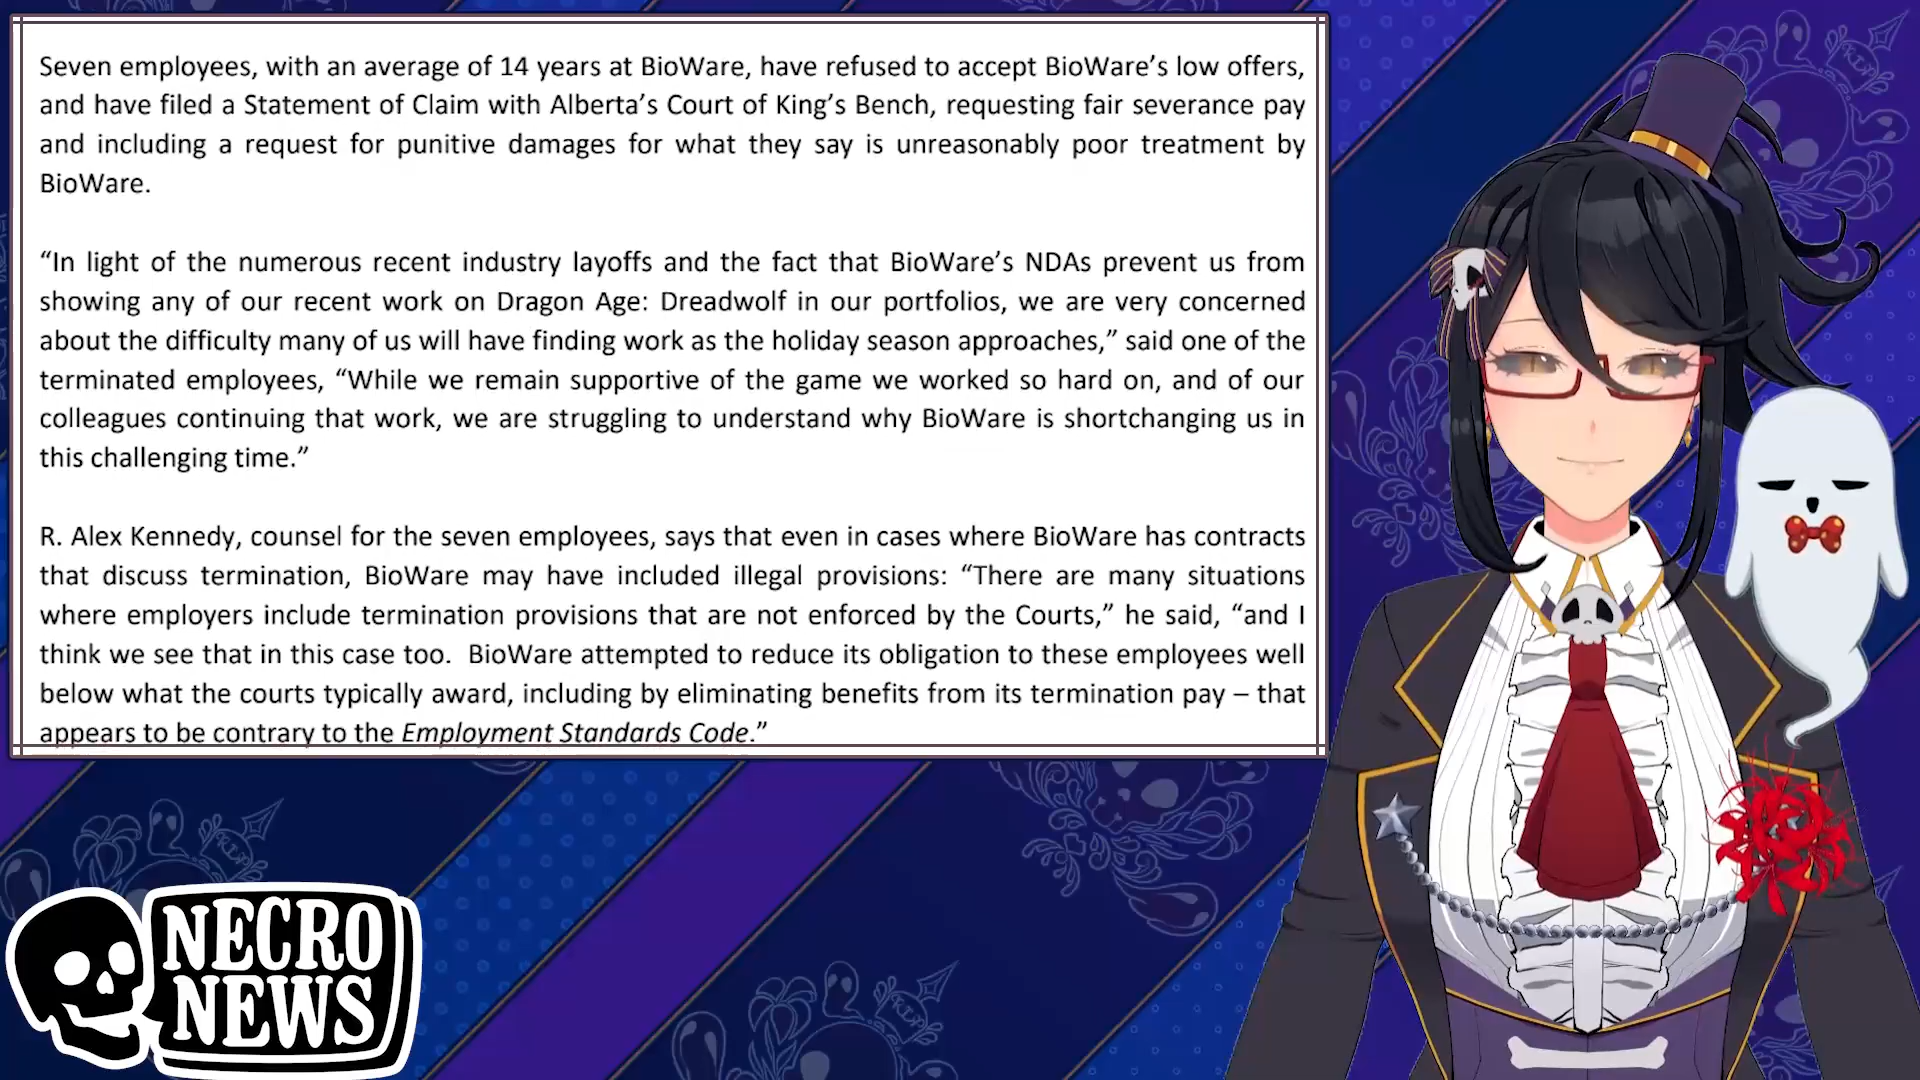 Seven employees, with an average of 14 years at BioWare, have refused to accept BioWare’s low offers,
and have filed a Statement of Claim with Alberta’s Court of King’s Bench, requesting fair severance pay
and including a request for punitive damages for what they say is unreasonably poor treatment by
BioWare.
“In light of the numerous recent industry layoffs and the fact that BioWare’s NDAs prevent us from
showing any of our recent work on Dragon Age: Dreadwolf in our portfolios, we are very concerned
about the difficulty many of us will have finding work as the holiday season approaches,” said one of the
terminated employees, “While we remain supportive of the game we worked so hard on, and of our
colleagues continuing that work, we are struggling to understand why BioWare is shortchanging us in
this challenging time.”
R. Alex Kennedy, counsel for the seven employees, says that even in cases where BioWare has contracts
that discuss termination, BioWare may have included illegal provisions: “There are many situations
where employers include termination provisions that are not enforced by the Courts,” he said, “and I
think we see that in this case too.  BioWare attempted to reduce its obligation to these employees well
below what the courts typically award, including by eliminating benefits from its termination pay – that
appears to be contrary to the Employment Standards Code.”
NECRO
NEWS